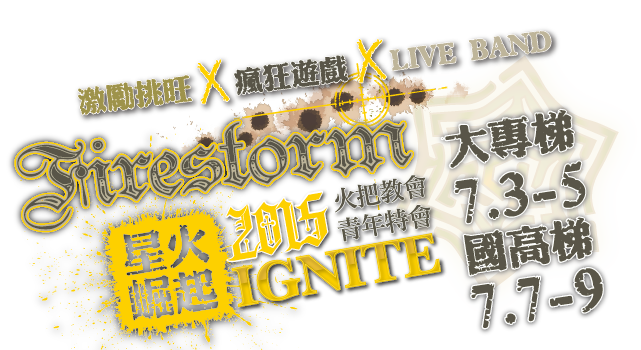 激勵挑旺 X 瘋狂遊戲 X LIVE BAND
Firestorm
2015
火把教會
青年特會
星火
崛起
IGNITE
大專梯
7.3-5
國高梯
7.7-9